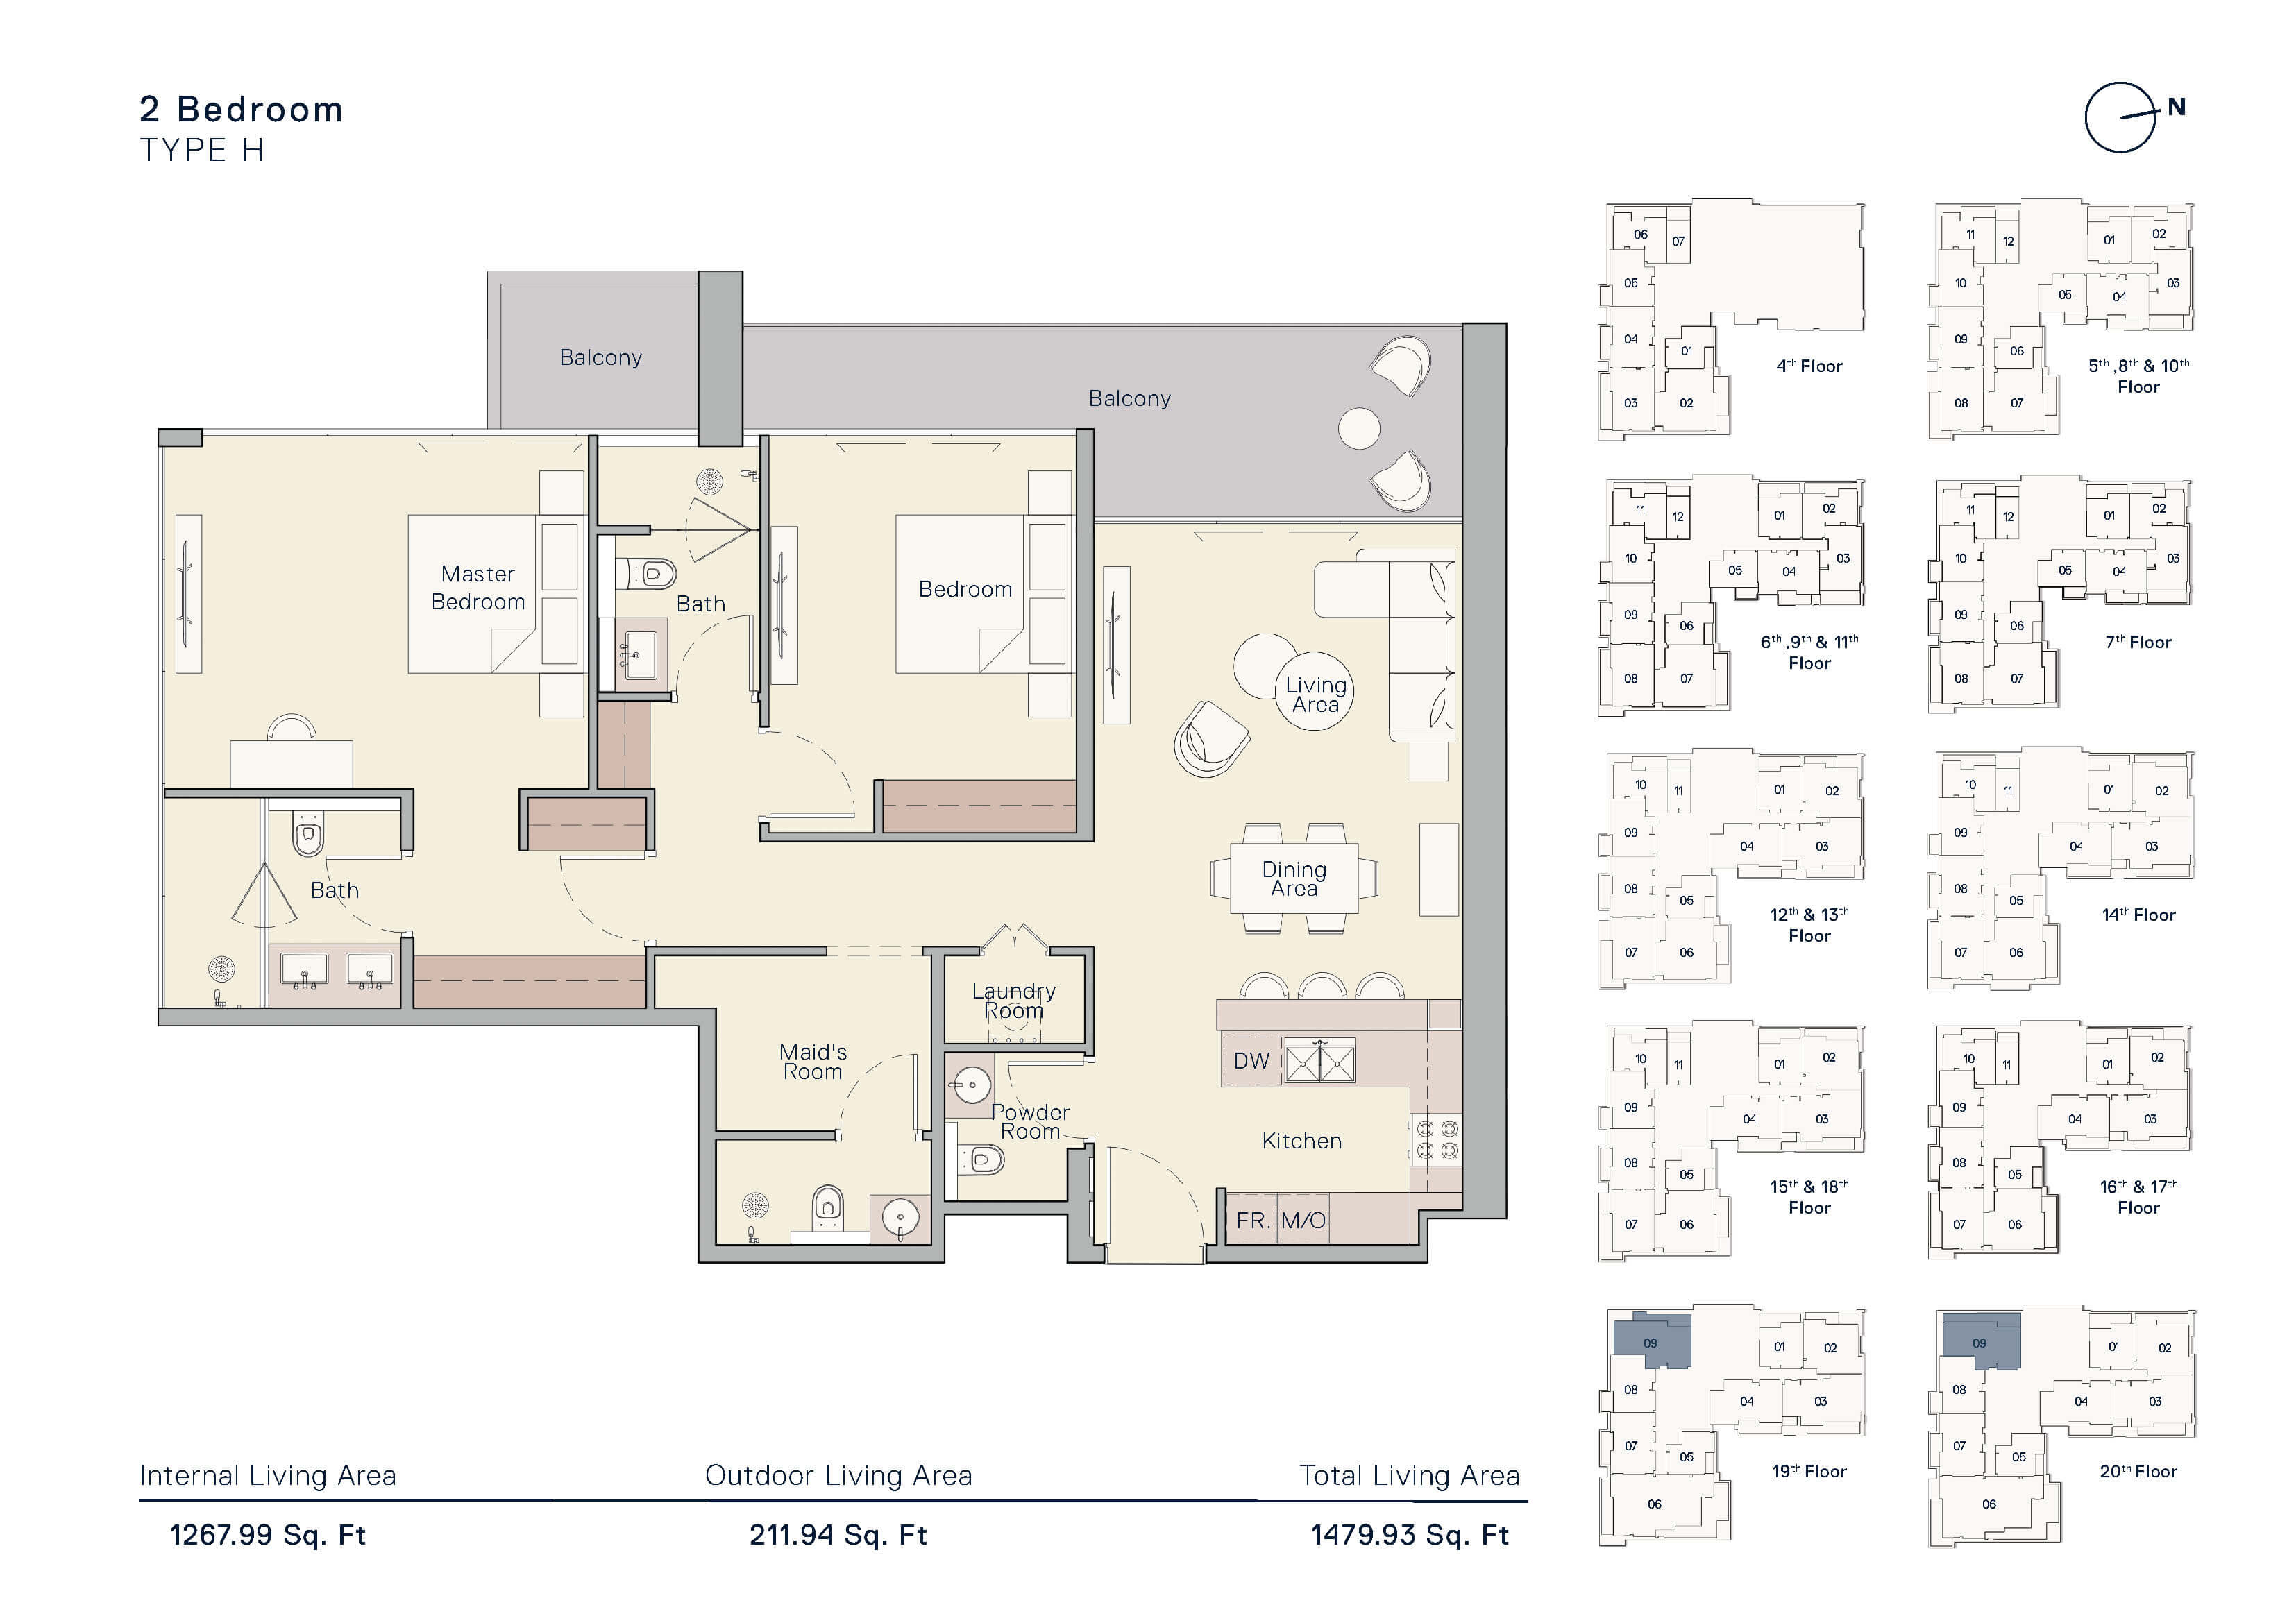 2 Bedroom
TYPE H
N
Balcony
Balcony
Master
Bedroom
Bath
Bedroom
Living
Area
Bath
Dining
Area
Laundry
Room
Maid's
Room
DW
Powder
Room
Kitchen
FR. M/O
06 07
05
04
01
03 02
4th Floor
11 12 01 02
10 05 04 03
09
06
08 07
5th ,8th & 10th
Floor
11 12 01 02
10 05 04 03
09
06
08 07
6th ,9th & 11th
Floor
11 12 01 02
10 05 04 03
09
06
08 07
7th Floor
10 11 01 02
09 04 03
08
05
07 06
12th & 13th
Floor
10 11 01 02
09 04 03
08
05
07 06
14th Floor
10 11 01 02
09 04 03
08
05
07 06
15th & 18th
Floor
10 11 01 02
09 04 03
08
05
07 06
16th & 17th
Floor
09 01 02
08 04 03
07
05
06
19th Floor
09 01 02
08 04 03
07
05
06
20th Floor
Internal Living Area Outdoor Living Area Total Living Area
1267.99 Sq. Ft 211.94 Sq. Ft 1479.93 Sq. Ft